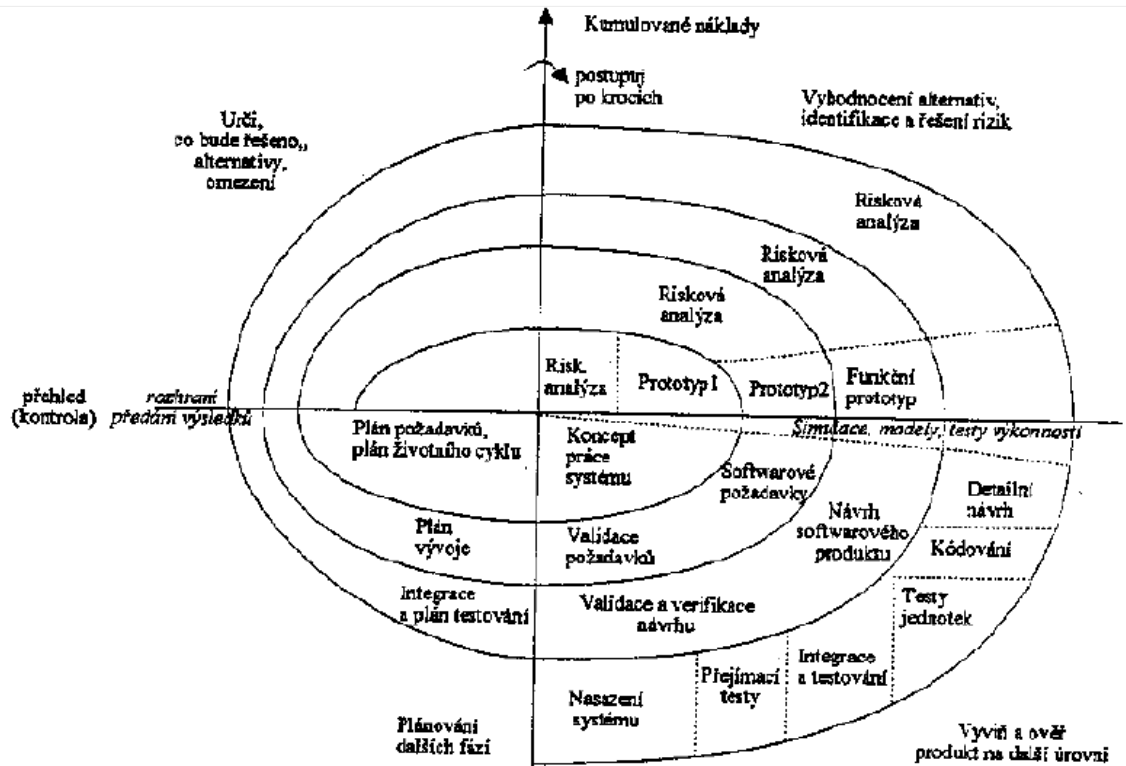 Kumulované náklady
postupuj
po krocích
Urči,
co bude řešeno,
alternativy,
omezení
Vyhodnocení alternativ,
identifikace a řešení rizik
Risková
analýza
Risková
analýza
Risková
analýza
Risk.
analýza
Prototyp1
Prototyp2
Funkční
prototyp
přehled
(kontrola)
rozhraní
předání výsledků
Simulace, modely, testy výkonnosti
Plán požadavků,
plán životního cyklu
Koncept
práce
systému
Softwarové
požadavky
Detailní
návrh
Návrh
softwarového
produktu
Kódování
Plán
vývoje
Validace
požadavků
Testy
jednotek
Integrace
a plán testování
Validace a verifikace
návrhu
Integrace
a testování
Přejímací
testy
Nasazení
systému
Plánování
dalších fází
Vyviň a ověř
produkt na další úrovni